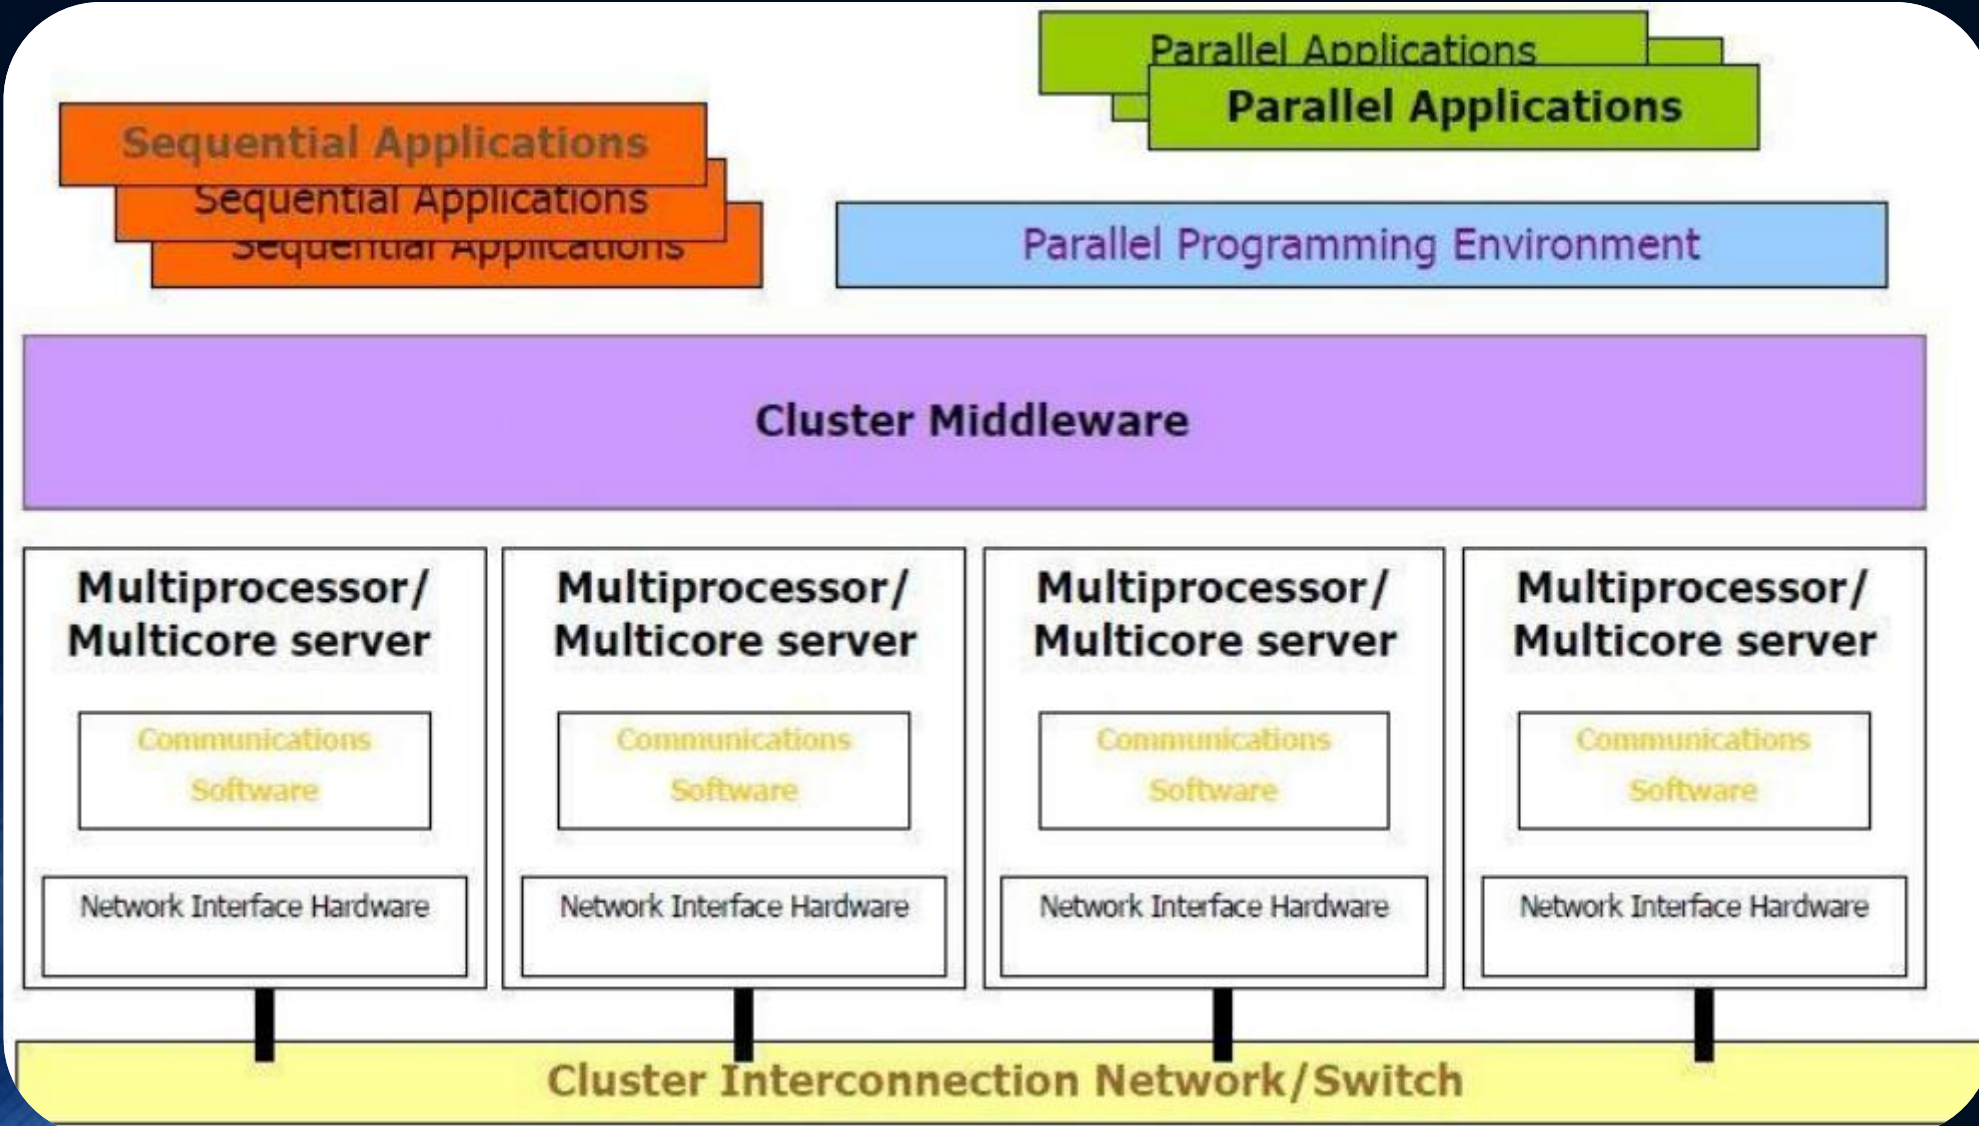 Parallel Applications
Parallel Applications
Sequential Applications
Sequential Applications
Sequential Applications
Parallel Programming Environment
Cluster Middleware
Multiprocessor/
Multicore server
Communications
Software
Network Interface Hardware
Multiprocessor/
Multicore server
Communications
Software
Network Interface Hardware
Multiprocessor/
Multicore server
Communications
Software
Network Interface Hardware
Multiprocessor/
Multicore server
Communications
Software
Network Interface Hardware
Cluster Interconnection Network/Switch